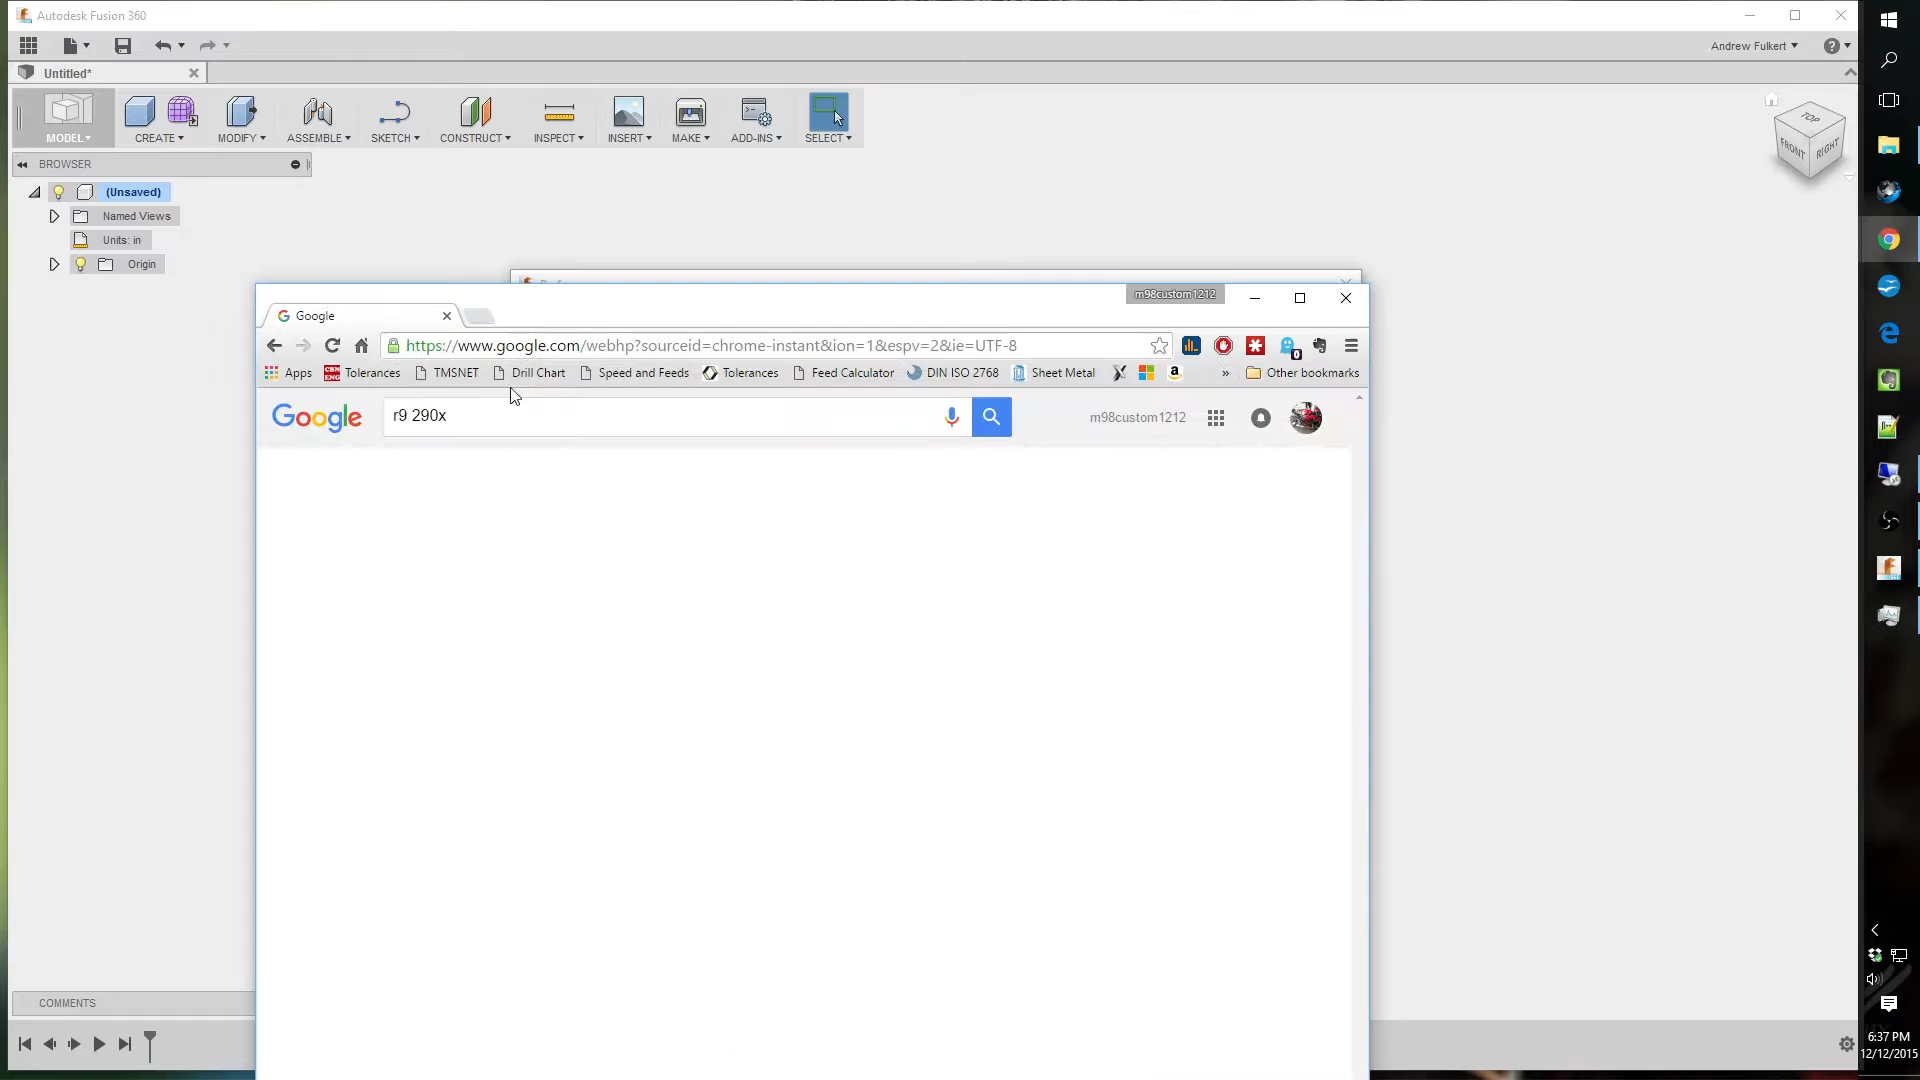 Autodesk Fusion 360
Andrew Fulkert
Untitled*
MODEL
CREATE
MODIFY
ASSEMBLE
SKETCH
CONSTRUCT
INSPECT
INSERT
MAKE
ADD-INS
SELECT
TOP
FRONT
RIGHT
BROWSER
(Unsaved)
Named Views
Units: in
Origin
m98custom1212
Google
https://www.google.com/webhp?sourceid=chrome-instant&ion=1&espv=2&ie=UTF-8
Apps
Tolerances
TMSNET
Drill Chart
Speed and Feeds
Tolerances
Feed Calculator
DIN ISO 2768
Sheet Metal
»
Other bookmarks
Google
r9 290x
m98custom1212
COMMENTS
6:37 PM
12/12/2015